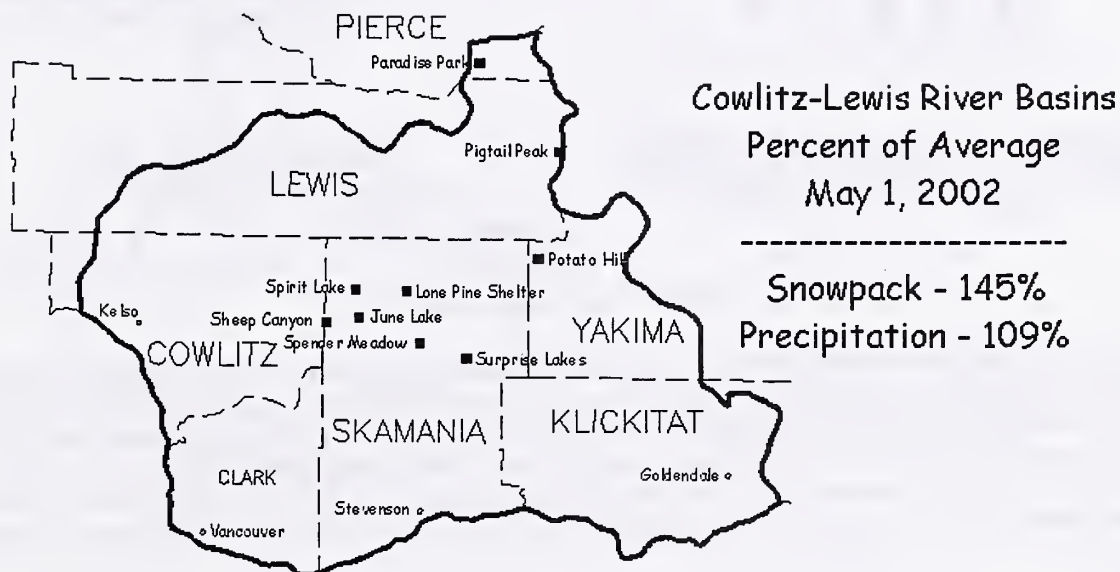 PIERCE
Paradise Park
Cowlitz-Lewis River Basins
Percent of Average
May 1, 2002
Pigtail Peak
LEWIS
--------------------------
Snowpack - 145%
Precipitation - 109%
Potato Hill
Spirit Lake
Lone Pine Shelter
Kelso
Sheep Canyon
June Lake
YAKIMA
COWLITZ
Spencer Meadow
Surprise Lakes
SKAMANIA
KLICKITAT
CLARK
Goldendale
Stevenson
Vancouver